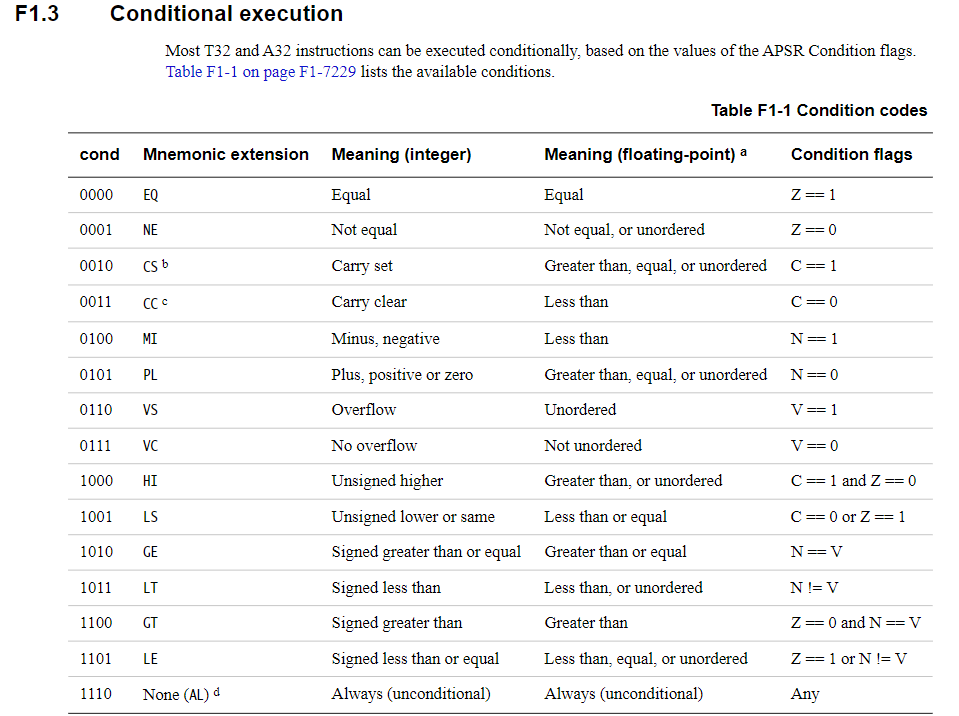 F1.3 Conditional execution
Most T32 and A32 instructions can be executed conditionally, based on the values of the APSR Condition flags.
Table F1-1 on page F1-7229 lists the available conditions.
Table F1-1 Condition codes
cond Mnemonic extension Meaning (integer) Meaning (floating-point) a Condition flags
0000 EQ Equal Equal Z == 1
0001 NE Not equal Not equal, or unordered Z == 0
0010 CS b Carry set Greater than, equal, or unordered C == 1
0011 CC c Carry clear Less than C == 0
0100 MI Minus, negative Less than N == 1
0101 PL Plus, positive or zero Greater than, equal, or unordered N == 0
0110 VS Overflow Unordered V == 1
0111 VC No overflow Not unordered V == 0
1000 HI Unsigned higher Greater than, or unordered C == 1 and Z == 0
1001 LS Unsigned lower or same Less than or equal C == 0 or Z == 1
1010 GE Signed greater than or equal Greater than or equal N == V
1011 LT Signed less than Less than, or unordered N != V
1100 GT Signed greater than Greater than Z == 0 and N == V
1101 LE Signed less than or equal Less than, equal, or unordered Z == 1 or N != V
1110 None (AL) d Always (unconditional) Always (unconditional) Any